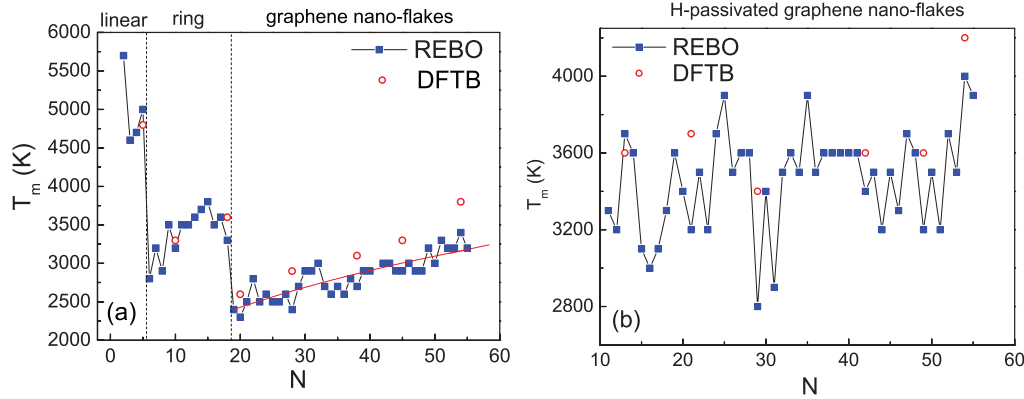 linear ring graphene nano-flakes
6000
5500
5000
4500
4000
3500
3000
2500
2000
T_m (K)
REBO
DFTB
(a)
0 10 20 30 40 50 60
N
H-passivated graphene nano-flakes
4000
3600
3200
2800
T_m (K)
REBO
DFTB
(b)
10 20 30 40 50 60
N